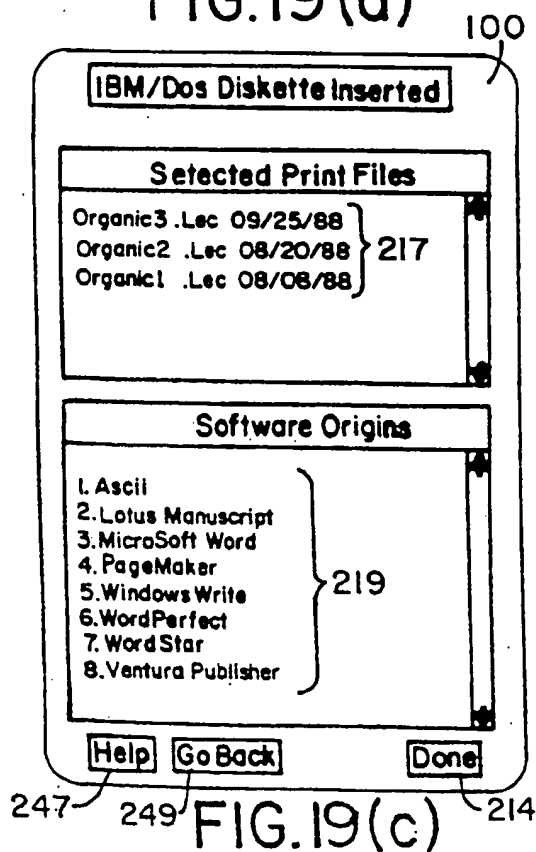 FIG.19(d)
100
IBM/Dos Diskette Inserted
Selected Print Files
Organic3 .Lec 09/25/88
Organic2 .Lec 08/20/88
Organic1 .Lec 08/08/88
217
Software Origins
1. Ascii
2. Lotus Manuscript
3. MicroSoft Word
4. PageMaker
5. Windows Write
6. WordPerfect
7. WordStar
8. Ventura Publisher
219
Help Go Back Done
247 249 214
FIG.19(c)